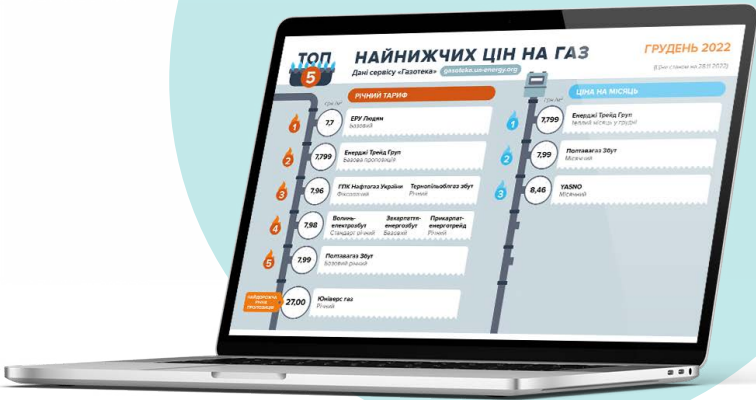 ТОП
5
НАЙНИЖЧИХ ЦІН НА ГАЗ
Дані сервісу «Газотека» gazoteka.ua-energy.org
ГРУДЕНЬ 2022
РІЧНИЙ ТАРИФ
1
7,7
ЕРУ Людям
Базовий
2
7,799
Енерджі Трейд Груп
Базова пропозиція
3
7,96
ГПК Нафтогаз України Тернопільоблгаз збут
Фіксований Річний
4
7,98
Волинь-електрозбут Закарпаття-енергозбут Прикарпат-енерготрейд
Стандарт річний Базовий Річний
5
7,99
Полтавагаз Збут
Базовий річний
27,00
Юніверс газ
Річний
ЦІНА НА МІСЯЦЬ
1
7,799
Енерджі Трейд Груп
Теплий місяць у грудні
2
7,99
Полтавагаз Збут
Місячний
3
8,46
YASNO
Місячний